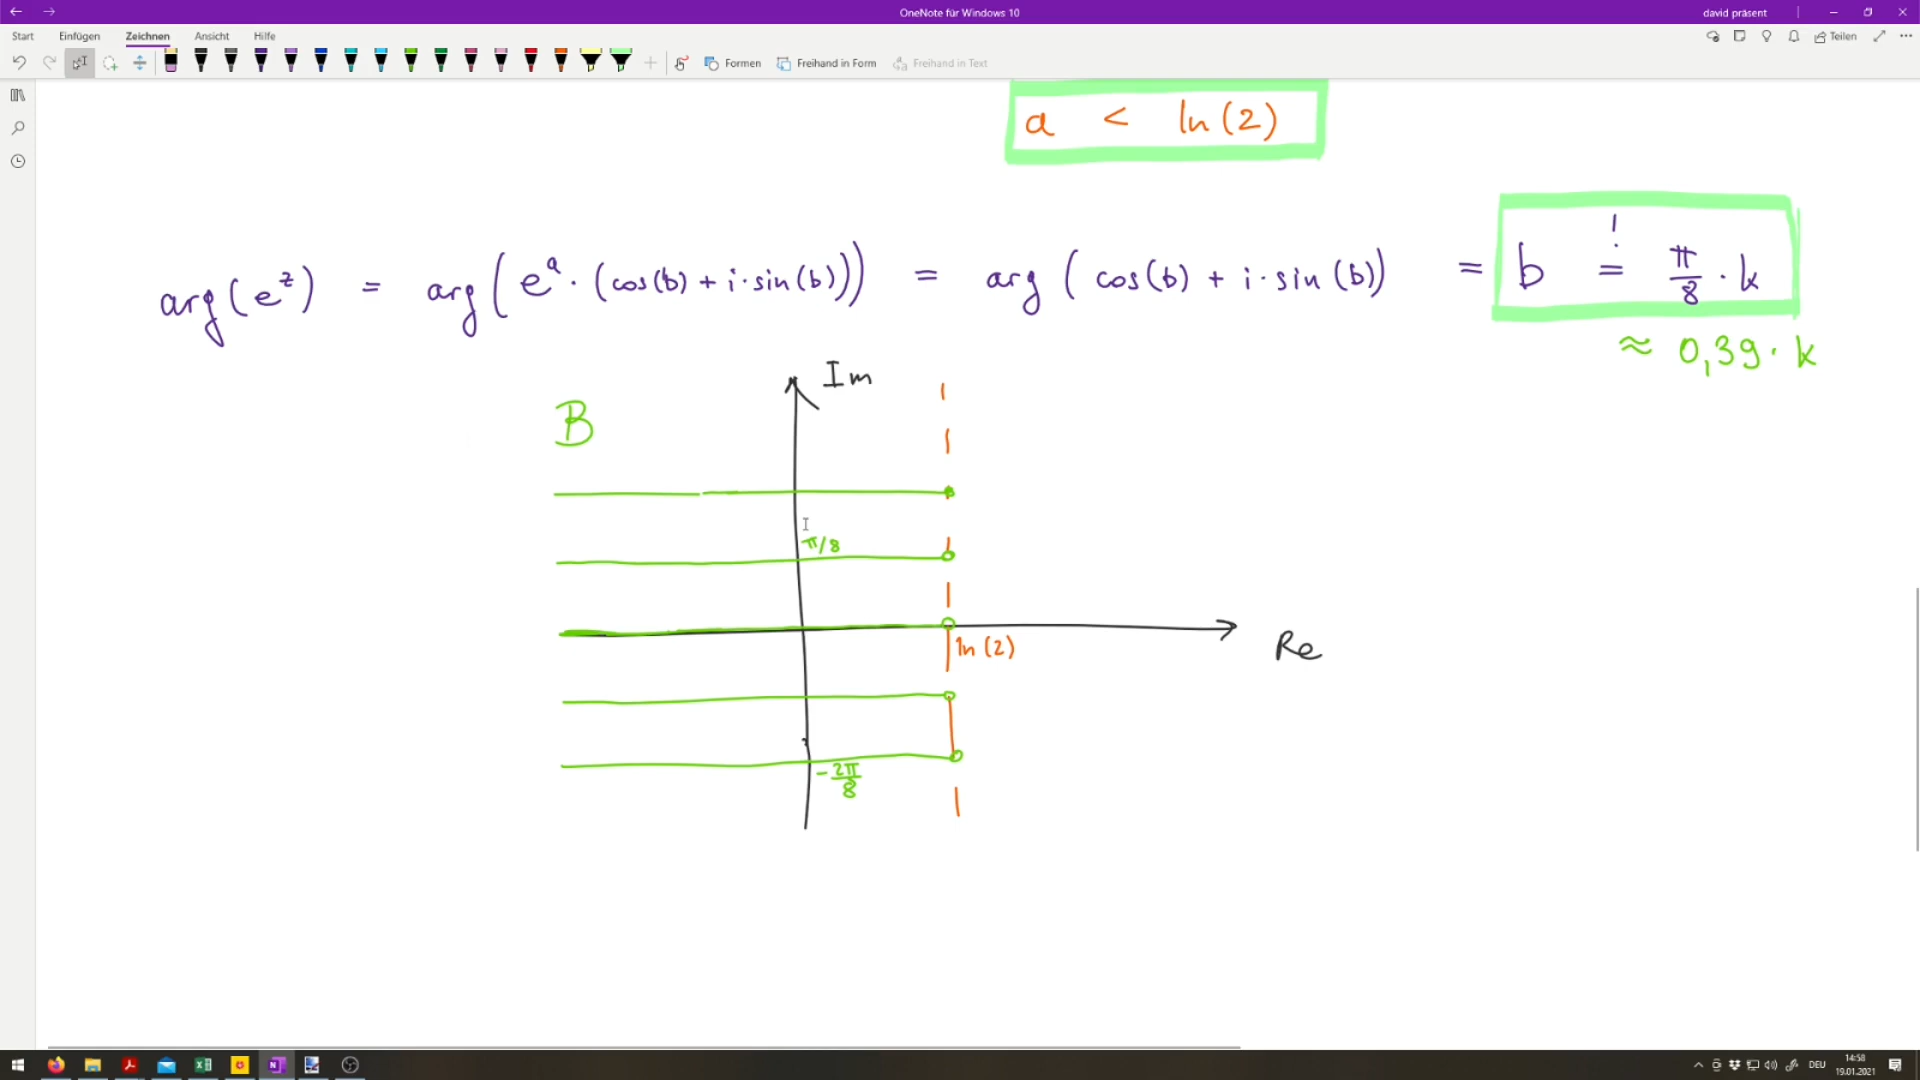 OneNote für Windows 10
david präsent
Start Einfügen Zeichnen Ansicht Hilfe
Teilen
Formen Freihand in Form Freihand in Text
a < ln(2)
arg(e^z) = arg(e^a · (cos(b) + i·sin(b))) = arg(cos(b) + i·sin(b)) = b != π/8 · k
≈ 0,39 · k
Im
B
π/8
ln(2)
Re
-2π/8
DEU
14:58
19.01.2021